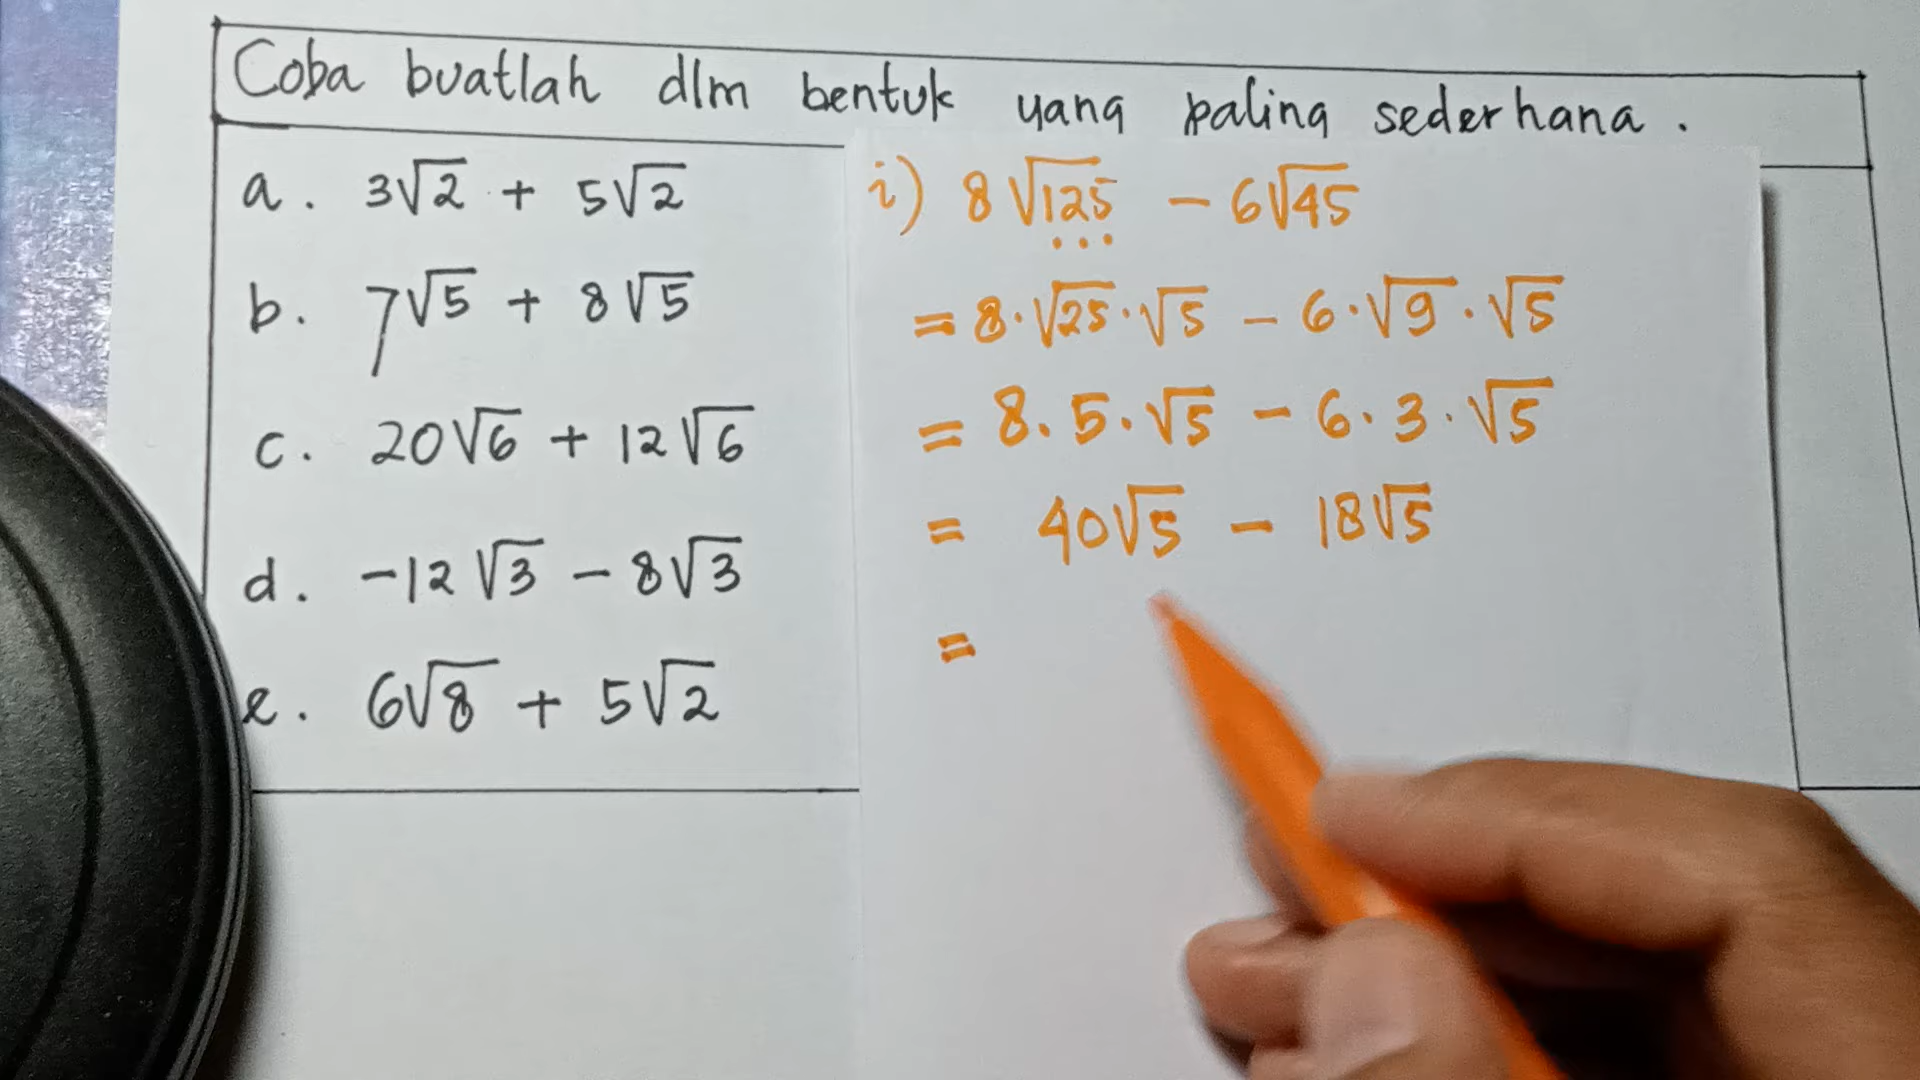 Coba buatlah dlm bentuk yang paling sederhana.
a. 3√2 + 5√2
b. 7√5 + 8√5
c. 20√6 + 12√6
d. -12√3 - 8√3
e. 6√8 + 5√2
i) 8√125 - 6√45
...
= 8·√25·√5 - 6·√9·√5
= 8.5.√5 - 6.3.√5
= 40√5 - 18√5
=